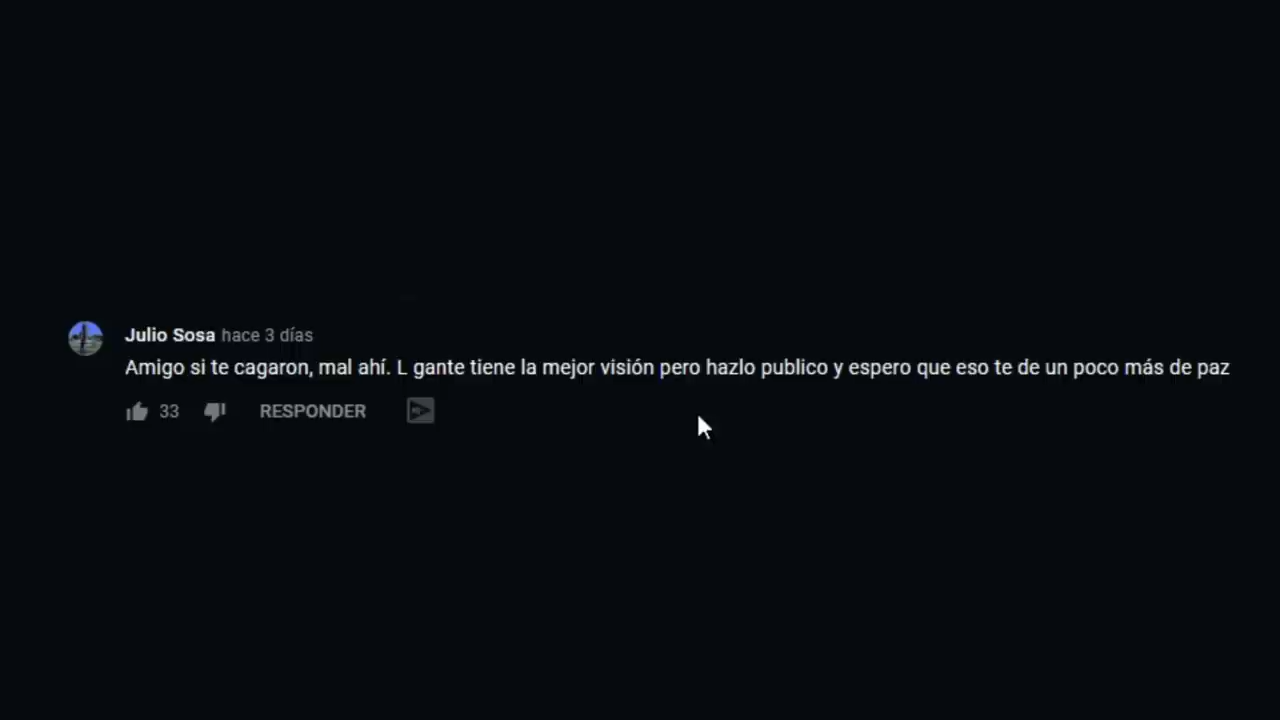 Julio Sosa hace 3 días
Amigo si te cagaron, mal ahí. L gante tiene la mejor visión pero hazlo publico y espero que eso te de un poco más de paz
33 RESPONDER